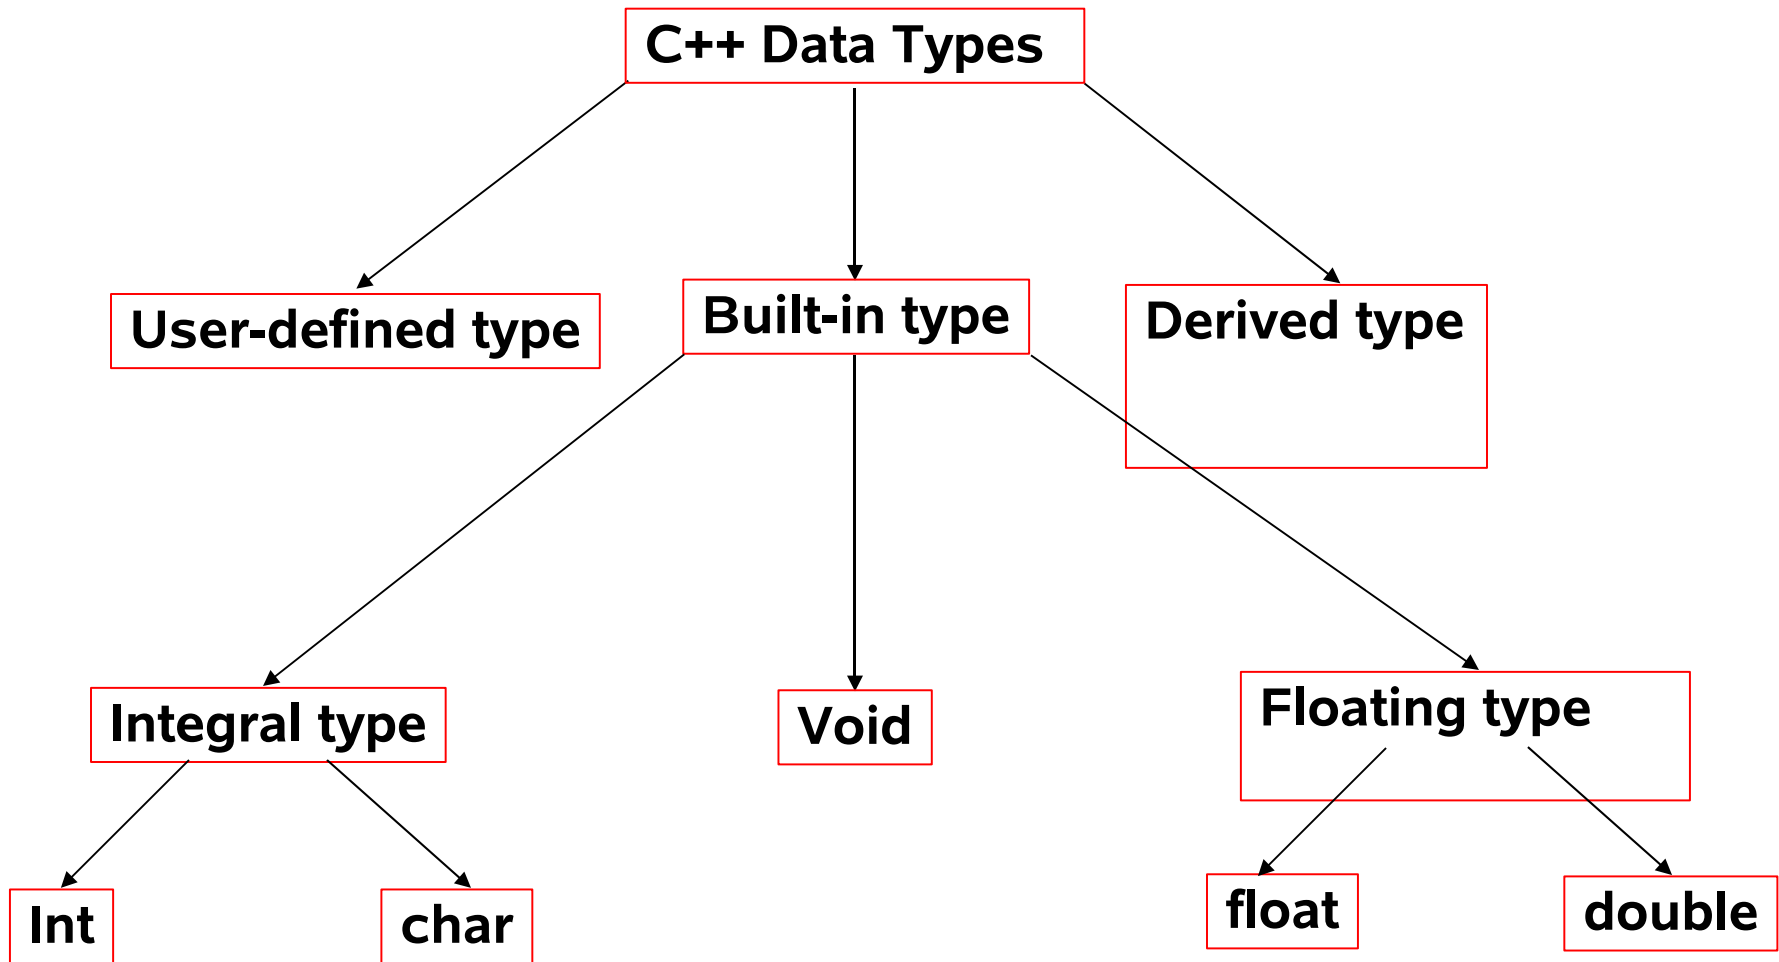 C++ Data Types
User-defined type
Built-in type
Derived type
Integral type
Void
Floating type
Int
char
float
double